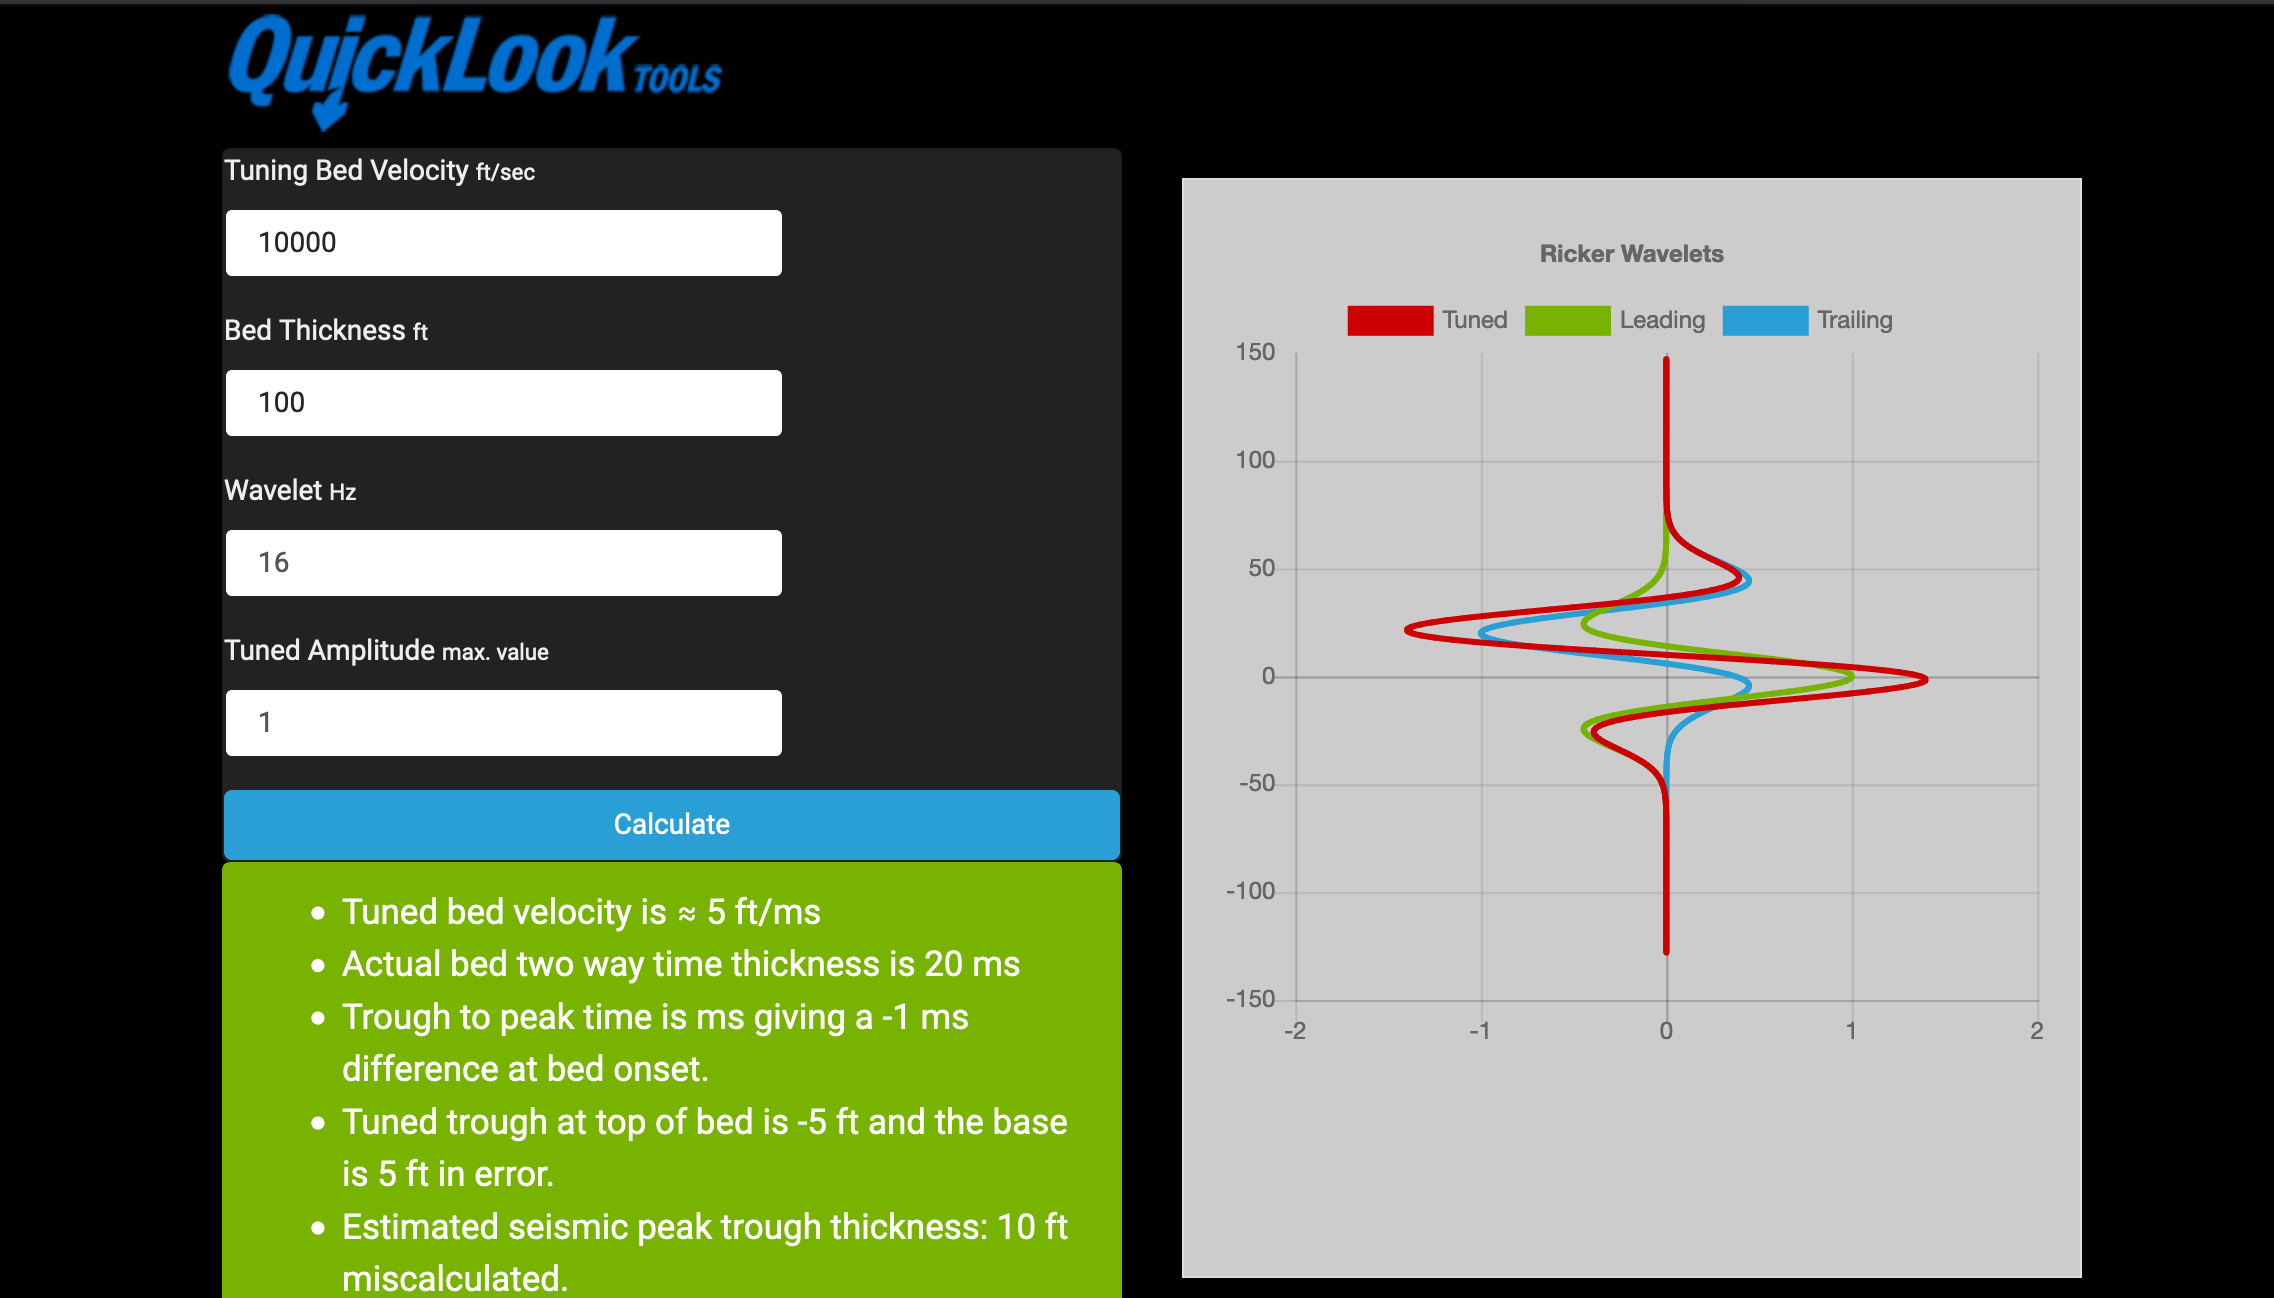 QuickLook TOOLS
Tuning Bed Velocity ft/sec
10000
Bed Thickness ft
100
Wavelet Hz
16
Tuned Amplitude max. value
1
Calculate
• Tuned bed velocity is ≈ 5 ft/ms
• Actual bed two way time thickness is 20 ms
• Trough to peak time is ms giving a -1 ms
difference at bed onset.
• Tuned trough at top of bed is -5 ft and the base
is 5 ft in error.
• Estimated seismic peak trough thickness: 10 ft
miscalculated.
Ricker Wavelets
Tuned Leading Trailing
150
100
50
0
-50
-100
-150
-2 -1 0 1 2